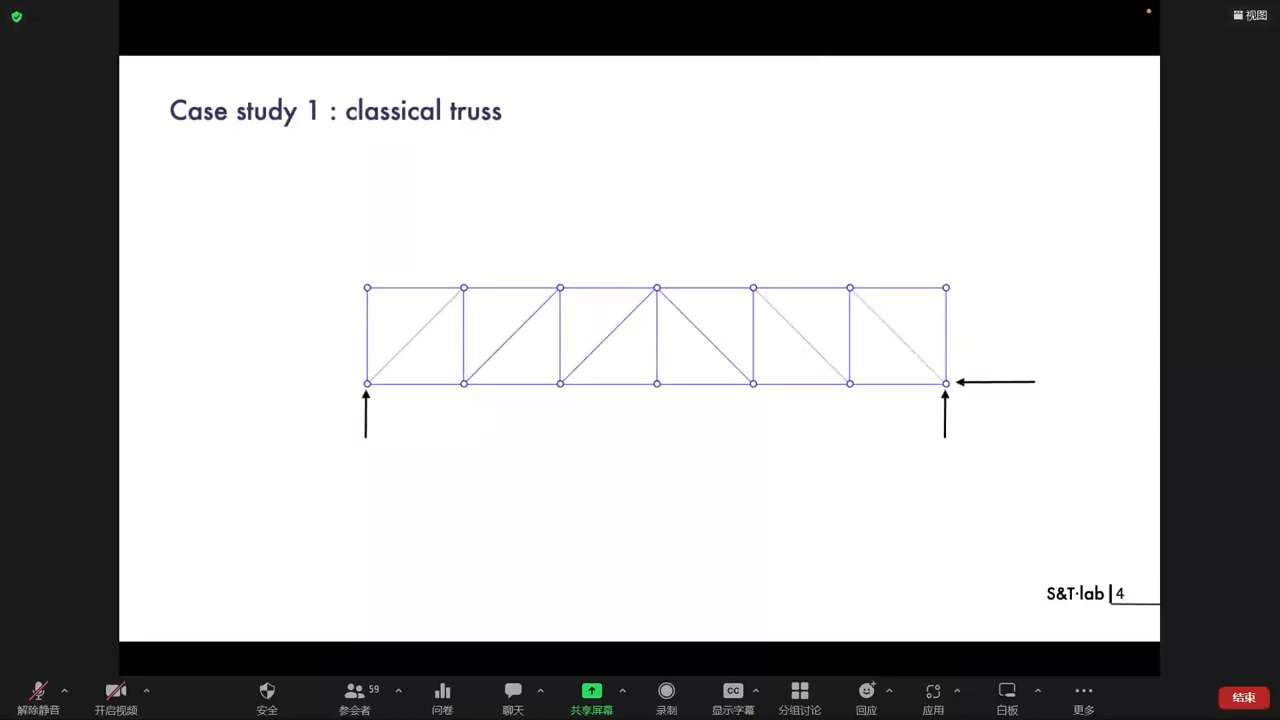 视图
Case study 1 : classical truss
S&T·lab 4
59
CC
解除静音
开启视频
安全
参会者
问卷
聊天
共享屏幕
录制
显示字幕
分组讨论
回应
应用
白板
更多
结束